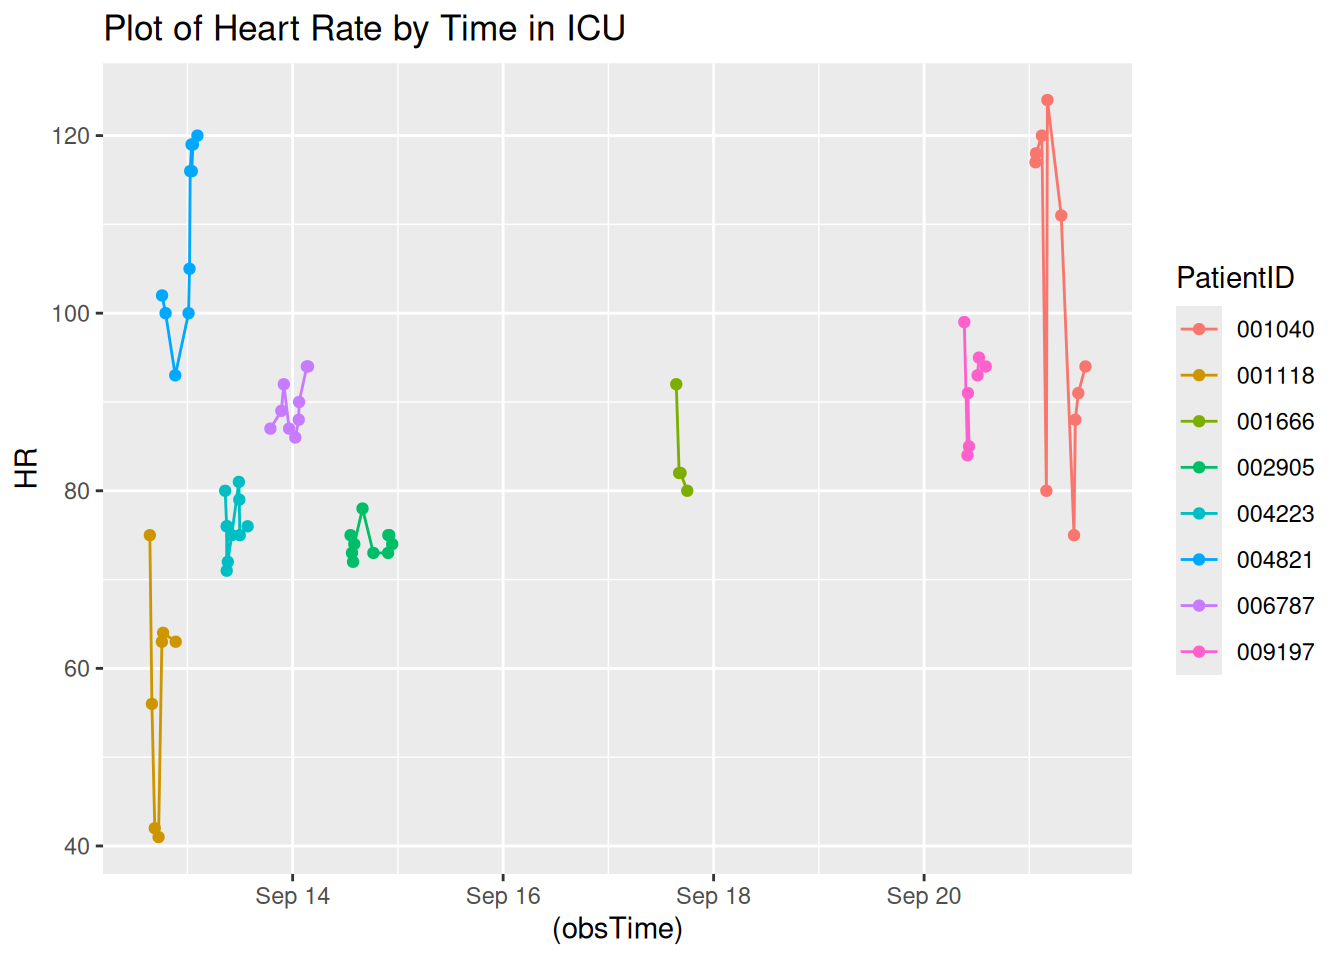 Plot of Heart Rate by Time in ICU
120
100
80
60
40
HR
Sep 14
Sep 16
Sep 18
Sep 20
(obsTime)
PatientID
001040
001118
001666
002905
004223
004821
006787
009197